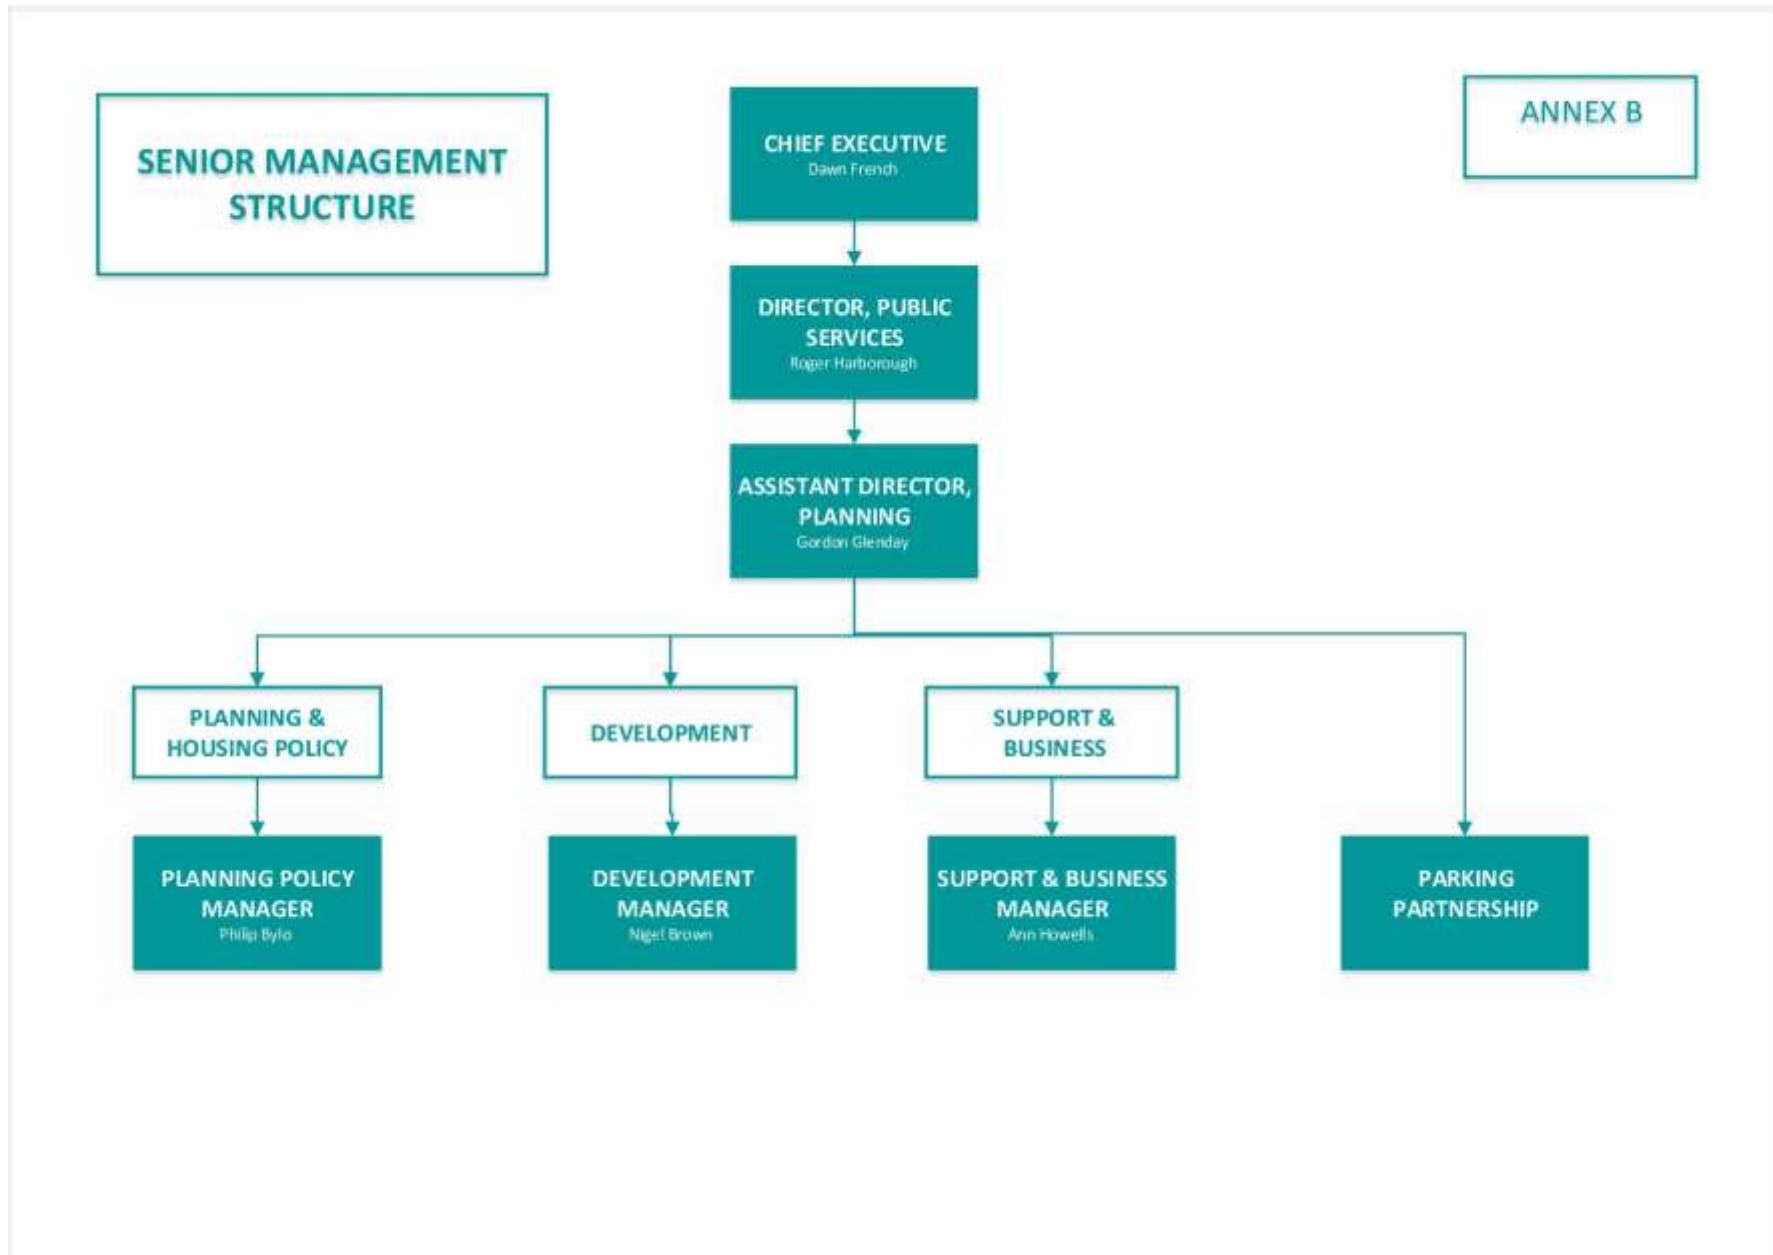 SENIOR MANAGEMENT
STRUCTURE
CHIEF EXECUTIVE
Dawn French
ANNEX B
DIRECTOR, PUBLIC
SERVICES
Roger Harborough
ASSISTANT DIRECTOR,
PLANNING
Gordon Glenday
PLANNING &
HOUSING POLICY
DEVELOPMENT
SUPPORT &
BUSINESS
PLANNING POLICY
MANAGER
Philip Bylo
DEVELOPMENT
MANAGER
Nigel Brown
SUPPORT & BUSINESS
MANAGER
Ann Howells
PARKING
PARTNERSHIP